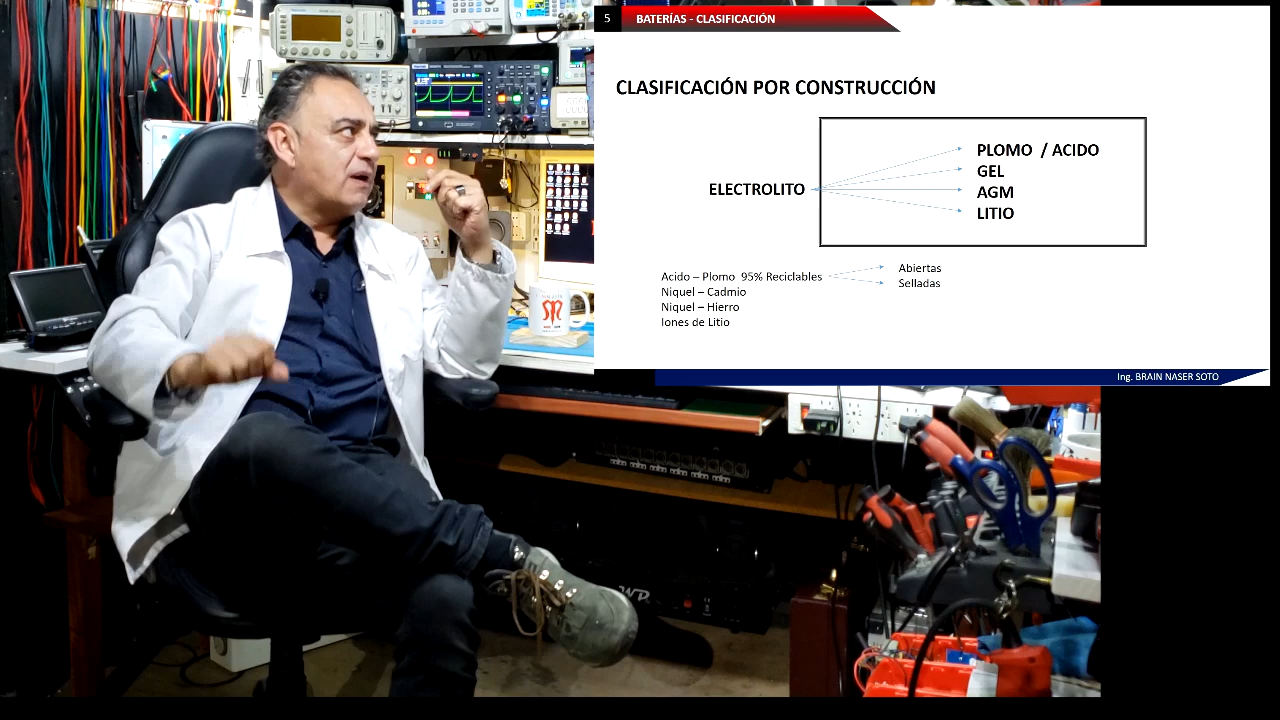 5
BATERÍAS - CLASIFICACIÓN
CLASIFICACIÓN POR CONSTRUCCIÓN
ELECTROLITO
PLOMO / ACIDO
GEL
AGM
LITIO
Acido – Plomo 95% Reciclables
Niquel – Cadmio
Niquel – Hierro
Iones de Litio
Abiertas
Selladas
Ing. BRAIN NASER SOTO